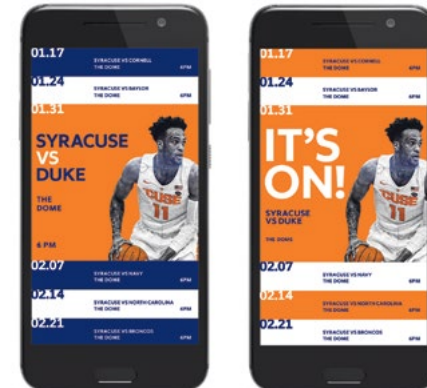 01.17
SYRACUSE VS CORNELL
THE DOME 6PM
01.24
SYRACUSE VS BAYLOR
THE DOME 6PM
01.31
SYRACUSE
VS
DUKE
THE
DOME
6 PM
CUSE
11
02.07
SYRACUSE VS NAVY
THE DOME 6PM
02.14
SYRACUSE VS NORTH CAROLINA
THE DOME 6PM
02.21
SYRACUSE VS BRONCOS
THE DOME 6PM
01.17
SYRACUSE VS CORNELL
THE DOME 6PM
01.24
SYRACUSE VS BAYLOR
THE DOME 6PM
01.31
IT'S
ON!
SYRACUSE
VS DUKE
THE DOME
CUSE
11
02.07
SYRACUSE VS NAVY
THE DOME 6PM
02.14
SYRACUSE VS NORTH CAROLINA
THE DOME 6PM
02.21
SYRACUSE VS BRONCOS
THE DOME 6PM